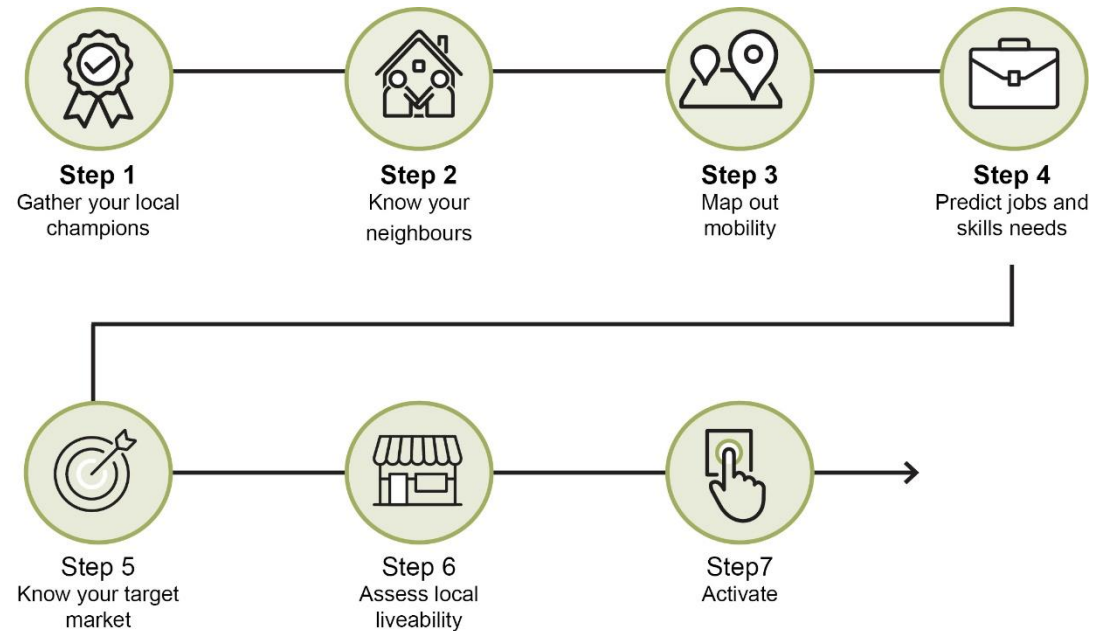 Step 1
Gather your local
champions
Step 2
Know your
neighbours
Step 3
Map out
mobility
Step 4
Predict jobs and
skills needs
Step 5
Know your target
market
Step 6
Assess local
liveability
Step7
Activate